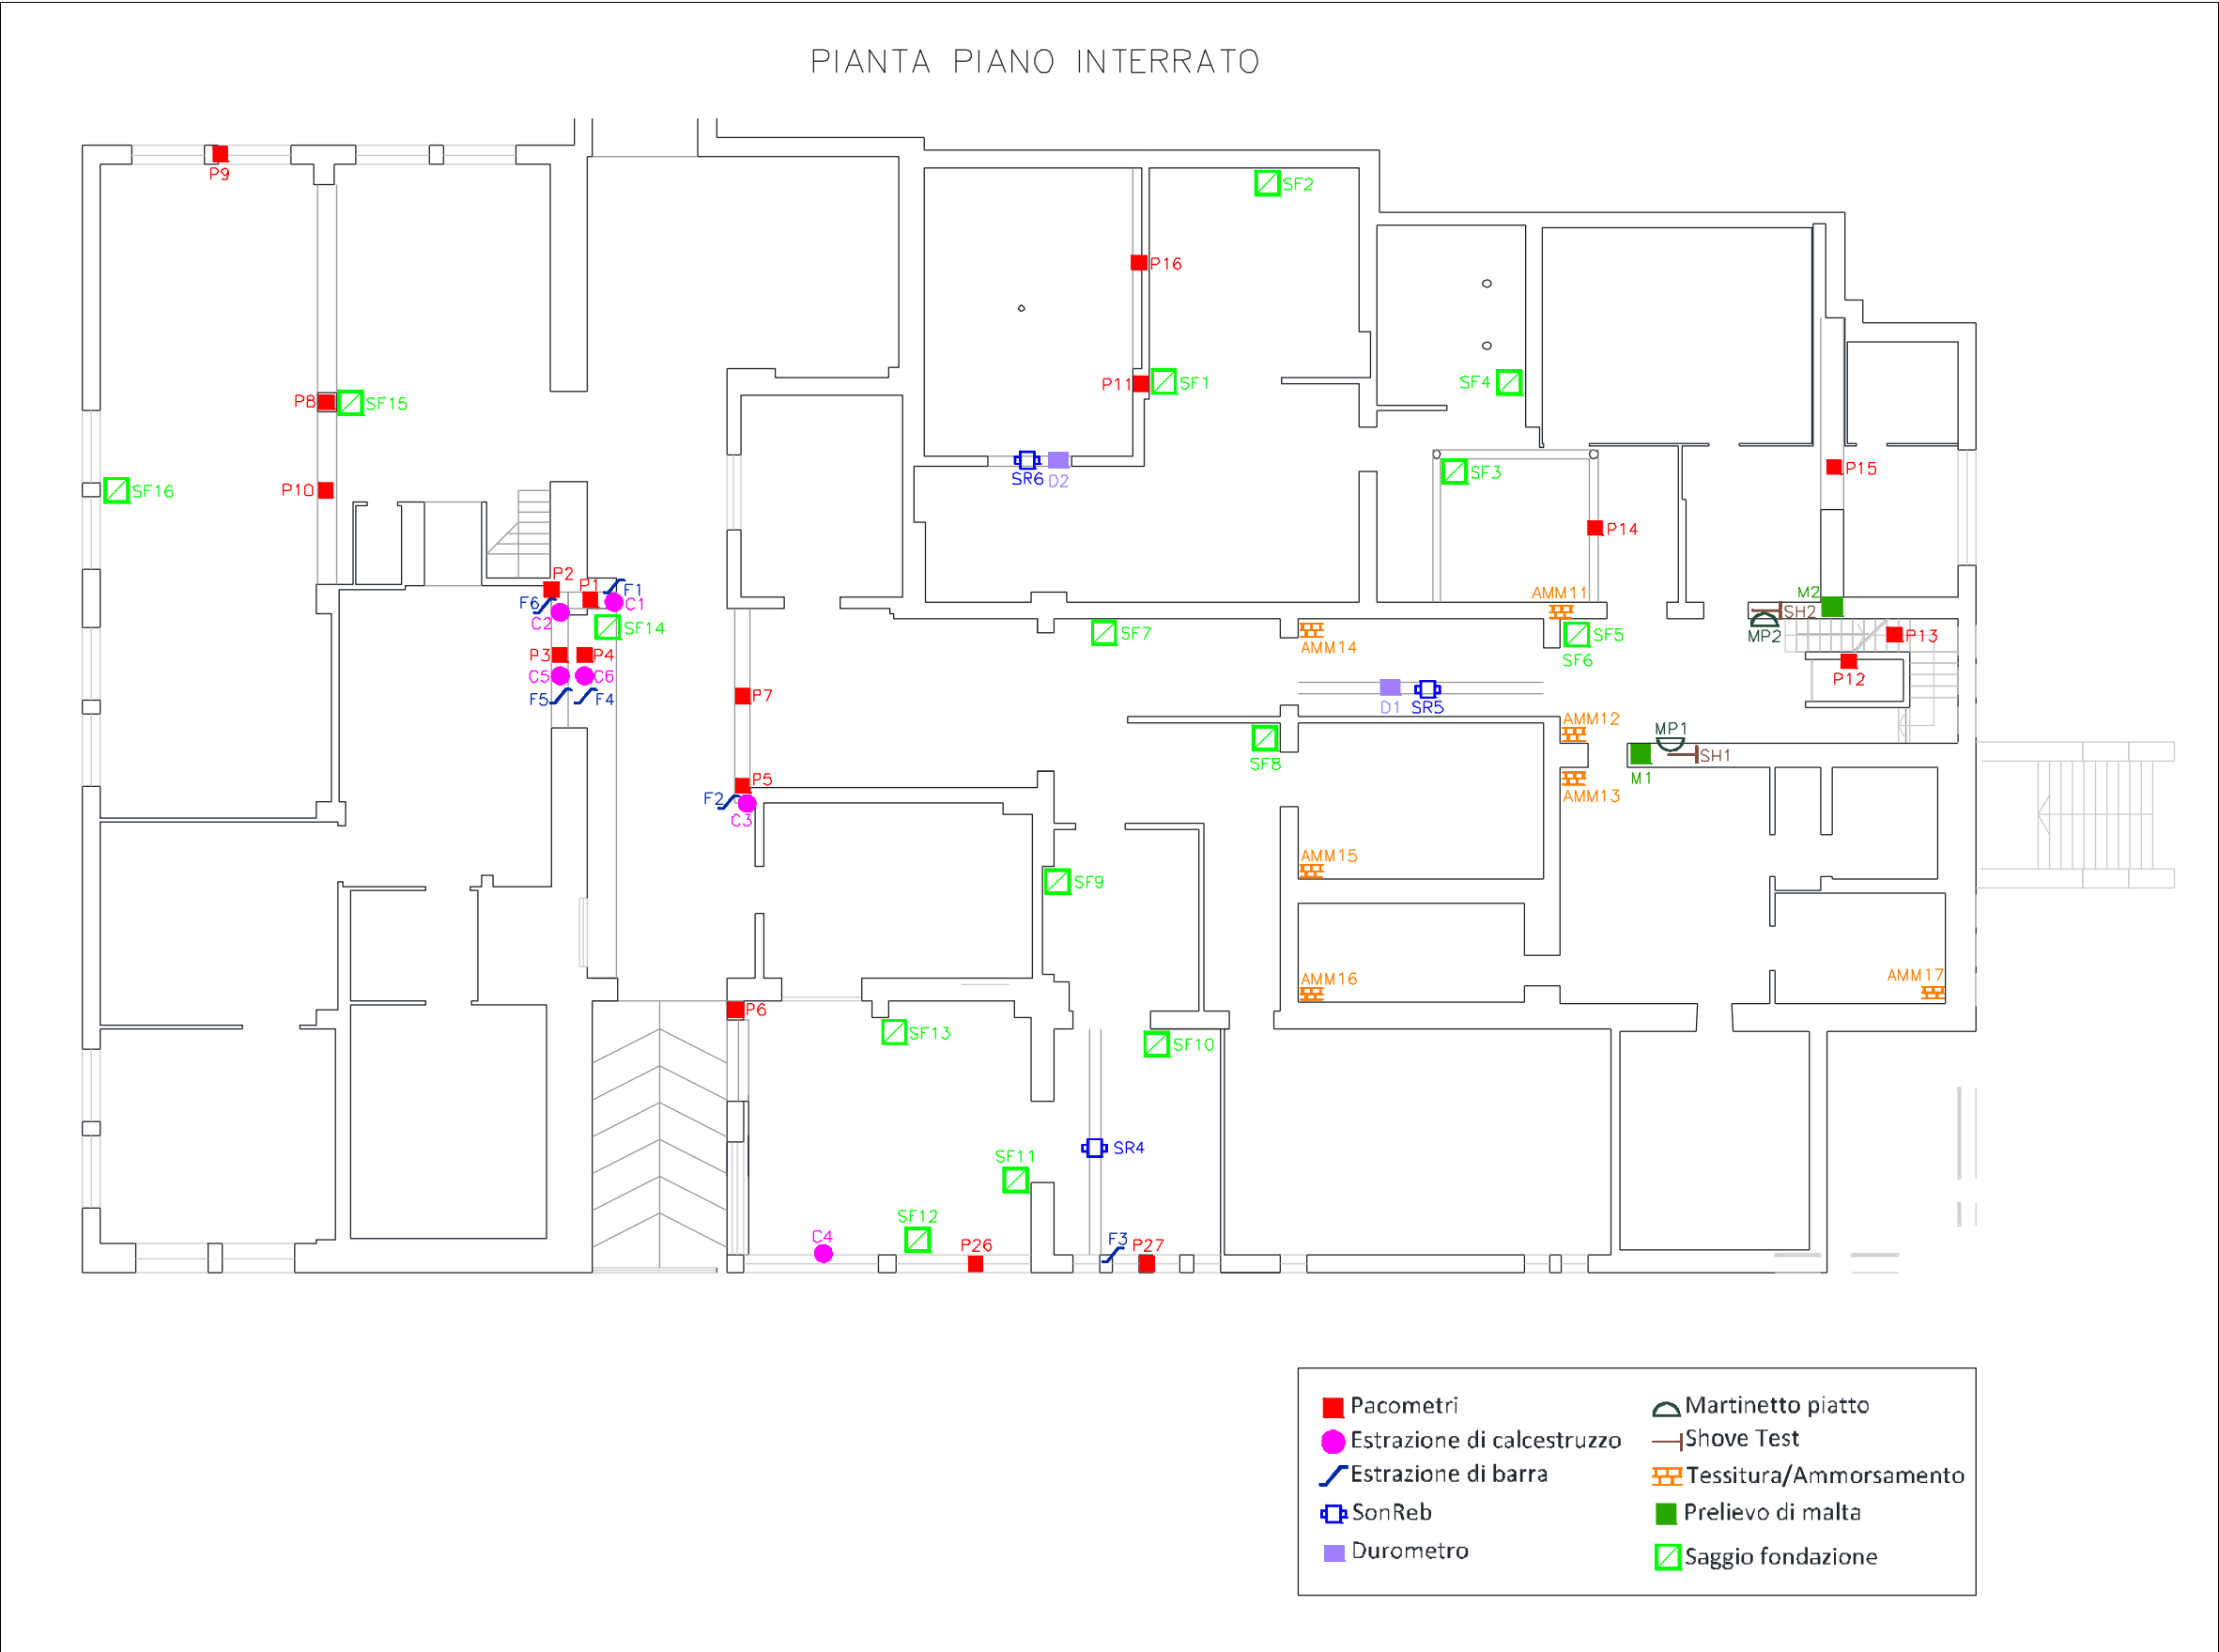 PIANTA PIANO INTERRATO
P9
SF2
P16
P11
SF1
SF4
P8
SF15
SF3
P15
SR6
D2
P10
SF16
P14
P2
P1
F1
F6
C1
C2
SF14
AMM11
M2
SH2
MP2
SF7
AMM14
SF5
SF6
P13
P3
P4
C5
C6
F5
F4
P12
P7
D1
SR5
AMM12
MP1
SH1
SF8
M1
P5
F2
C3
AMM13
AMM15
SF9
AMM16
AMM17
P6
SF13
SF10
SR4
SF11
SF12
C4
P26
F3
P27
Pacometri
Estrazione di calcestruzzo
Estrazione di barra
SonReb
Durometro
Martinetto piatto
Shove Test
Tessitura/Ammorsamento
Prelievo di malta
Saggio fondazione